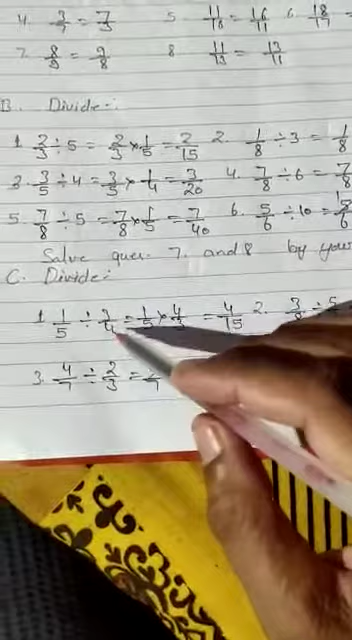 4. 3/7 = 7/3 5. 11/16 = 16/11 6. 18/17 =
7. 8/9 = 9/8 8 11/13 = 13/11
B. Divide:-
1. 2/3 ÷ 5 = 2/3 × 1/5 = 2/15 2. 1/8 ÷ 3 = 1/8
3. 3/5 ÷ 4 = 3/5 × 1/4 = 3/20 4. 7/8 ÷ 6 = 7/8
5. 7/8 ÷ 5 = 7/8 × 1/5 = 7/40 6. 5/6 ÷ 10 = 5/6
Salve ques. 7. and 8 by your
C. Divide:-
1 1/5 ÷ 3/4 = 1/5 × 4/3 = 4/15 2. 3/8 ÷ 5
3. 4/7 ÷ 2/3 =